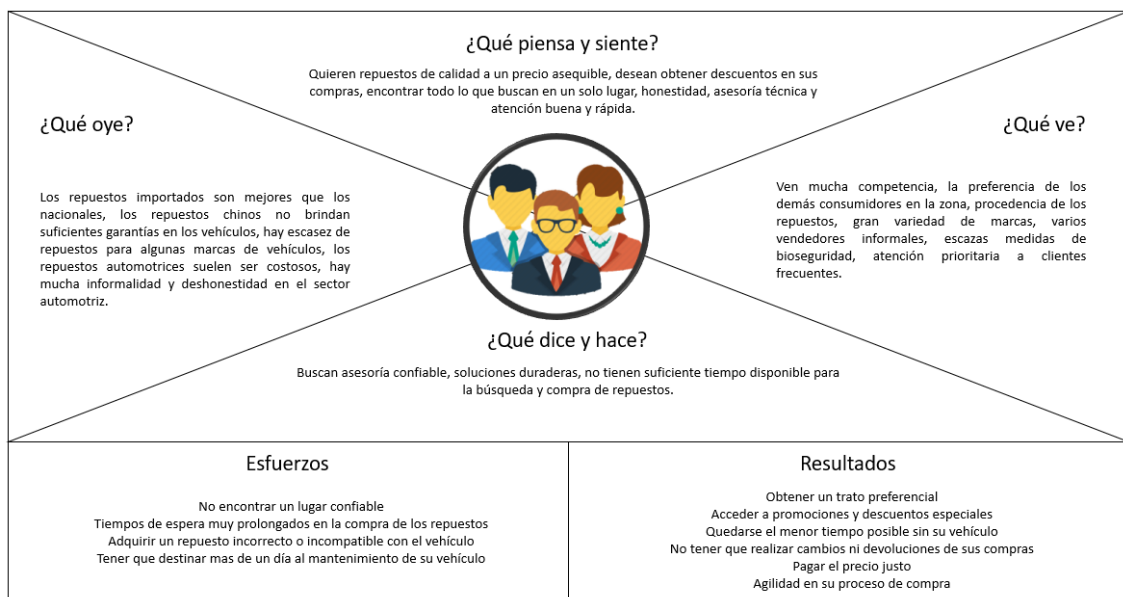 ¿Qué piensa y siente?
Quieren repuestos de calidad a un precio asequible, desean obtener descuentos en sus
compras, encontrar todo lo que buscan en un solo lugar, honestidad, asesoría técnica y
atención buena y rápida.
¿Qué oye?
Los repuestos importados son mejores que los
nacionales, los repuestos chinos no brindan
suficientes garantías en los vehículos, hay escasez de
repuestos para algunas marcas de vehículos, los
repuestos automotrices suelen ser costosos, hay
mucha informalidad y deshonestidad en el sector
automotriz.
¿Qué ve?
Ven mucha competencia, la preferencia de los
demás consumidores en la zona, procedencia de los
repuestos, gran variedad de marcas, varios
vendedores informales, escazas medidas de
bioseguridad, atención prioritaria a clientes
frecuentes.
¿Qué dice y hace?
Buscan asesoría confiable, soluciones duraderas, no tienen suficiente tiempo disponible para
la búsqueda y compra de repuestos.
Esfuerzos
No encontrar un lugar confiable
Tiempos de espera muy prolongados en la compra de los repuestos
Adquirir un repuesto incorrecto o incompatible con el vehículo
Tener que destinar mas de un día al mantenimiento de su vehículo
Resultados
Obtener un trato preferencial
Acceder a promociones y descuentos especiales
Quedarse el menor tiempo posible sin su vehículo
No tener que realizar cambios ni devoluciones de sus compras
Pagar el precio justo
Agilidad en su proceso de compra